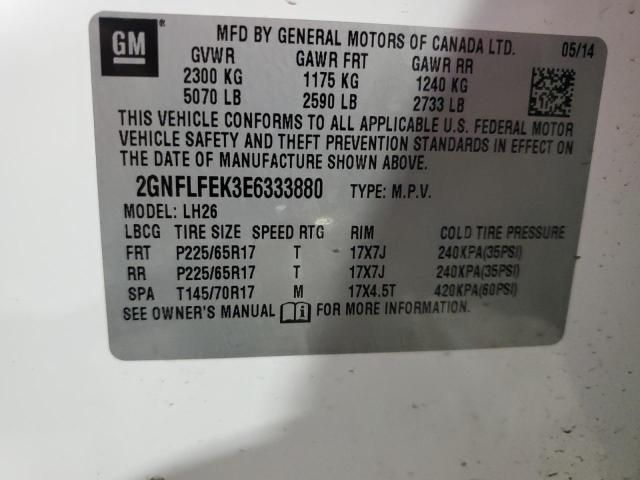 GM ® MFD BY GENERAL MOTORS OF CANADA LTD. 05/14
GVWR GAWR FRT GAWR RR
2300 KG 1175 KG 1240 KG
5070 LB 2590 LB 2733 LB
THIS VEHICLE CONFORMS TO ALL APPLICABLE U.S. FEDERAL MOTOR
VEHICLE SAFETY AND THEFT PREVENTION STANDARDS IN EFFECT ON
THE DATE OF MANUFACTURE SHOWN ABOVE.
2GNFLFEK3E6333880 TYPE: M.P.V.
MODEL: LH26
LBCG TIRE SIZE SPEED RTG RIM COLD TIRE PRESSURE
FRT P225/65R17 T 17X7J 240KPA(35PSI)
RR P225/65R17 T 17X7J 240KPA(35PSI)
SPA T145/70R17 M 17X4.5T 420KPA(60PSI)
SEE OWNER'S MANUAL i FOR MORE INFORMATION.